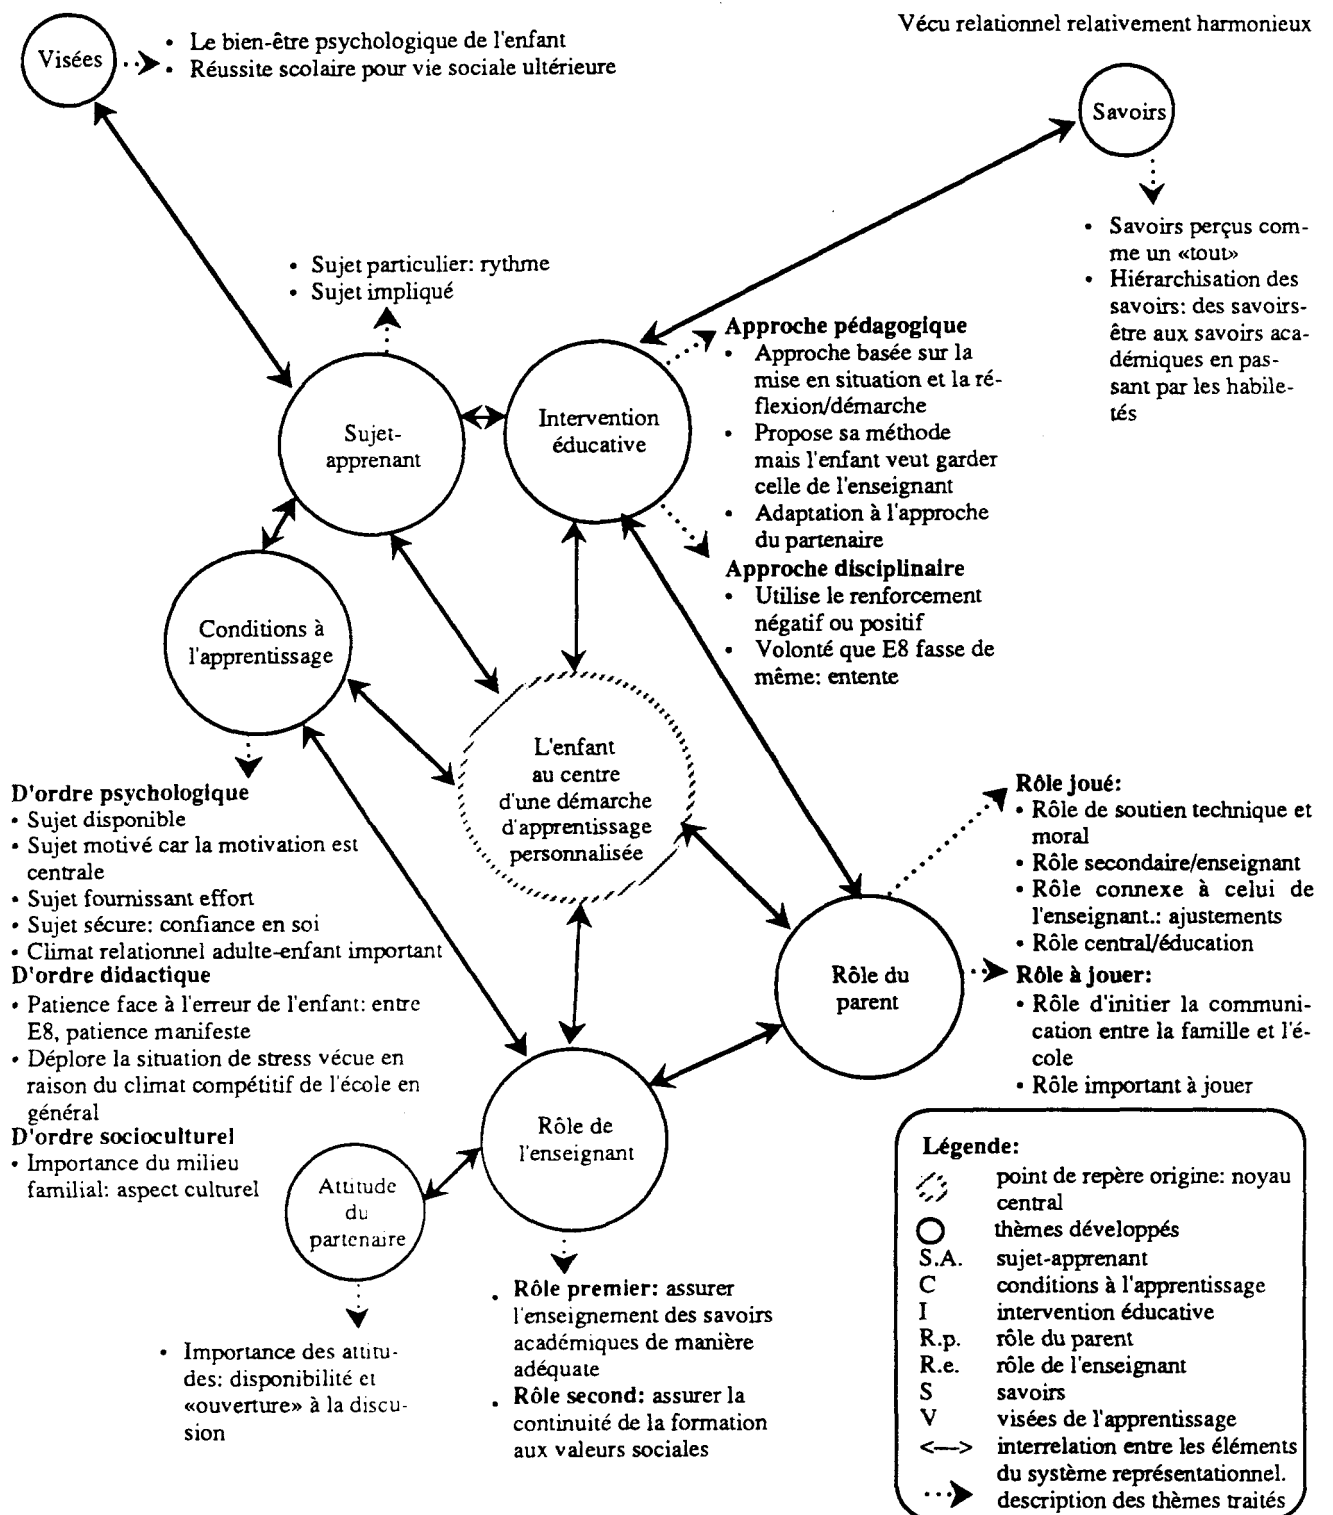 Vécu relationnel relativement harmonieux
Visées
• Le bien-être psychologique de l'enfant
• Réussite scolaire pour vie sociale ultérieure
Savoirs
• Savoirs perçus com-
me un «tout»
• Hiérarchisation des
savoirs: des savoirs-
être aux savoirs aca-
démiques en pas-
sant par les habile-
tés
• Sujet particulier: rythme
• Sujet impliqué
Sujet-
apprenant
Intervention
éducative
Approche pédagogique
• Approche basée sur la
mise en situation et la ré-
flexion/démarche
• Propose sa méthode
mais l'enfant veut garder
celle de l'enseignant
• Adaptation à l'approche
du partenaire
Approche disciplinaire
• Utilise le renforcement
négatif ou positif
• Volonté que E8 fasse de
même: entente
Conditions à
l'apprentissage
L'enfant
au centre
d'une démarche
d'apprentissage
personnalisée
D'ordre psychologique
• Sujet disponible
• Sujet motivé car la motivation est
centrale
• Sujet fournissant effort
• Sujet sécure: confiance en soi
• Climat relationnel adulte-enfant important
D'ordre didactique
• Patience face à l'erreur de l'enfant: entre
E8, patience manifeste
• Déplore la situation de stress vécue en
raison du climat compétitif de l'école en
général
D'ordre socioculturel
• Importance du milieu
familial: aspect culturel
Rôle du
parent
Rôle joué:
• Rôle de soutien technique et
moral
• Rôle secondaire/enseignant
• Rôle connexe à celui de
l'enseignant.: ajustements
• Rôle central/éducation
Rôle à jouer:
• Rôle d'initier la communi-
cation entre la famille et l'é-
cole
• Rôle important à jouer
Rôle de
l'enseignant
Attitude
du
partenaire
• Importance des attitu-
des: disponibilité et
«ouverture» à la discu-
sion
. Rôle premier: assurer
l'enseignement des savoirs
académiques de manière
adéquate
. Rôle second: assurer la
continuité de la formation
aux valeurs sociales
Légende:
point de repère origine: noyau
central
thèmes développés
S.A. sujet-apprenant
C conditions à l'apprentissage
I intervention éducative
R.p. rôle du parent
R.e. rôle de l'enseignant
S savoirs
V visées de l'apprentissage
<—> interrelation entre les éléments
du système représentationnel.
description des thèmes traités